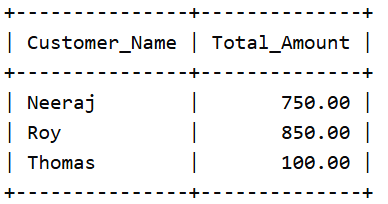 +---------------+--------------+
| Customer_Name | Total_Amount |
+---------------+--------------+
| Neeraj        |       750.00 |
| Roy           |       850.00 |
| Thomas        |       100.00 |
+---------------+--------------+